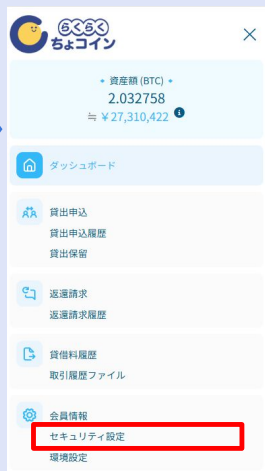 らくらく
ちょコイン
資産額 (BTC)
2.032758
≒ ¥27,310,422
ダッシュボード
貸出申込
貸出申込履歴
貸出保留
返還請求
返還請求履歴
貸借料履歴
取引履歴ファイル
会員情報
セキュリティ設定
環境設定